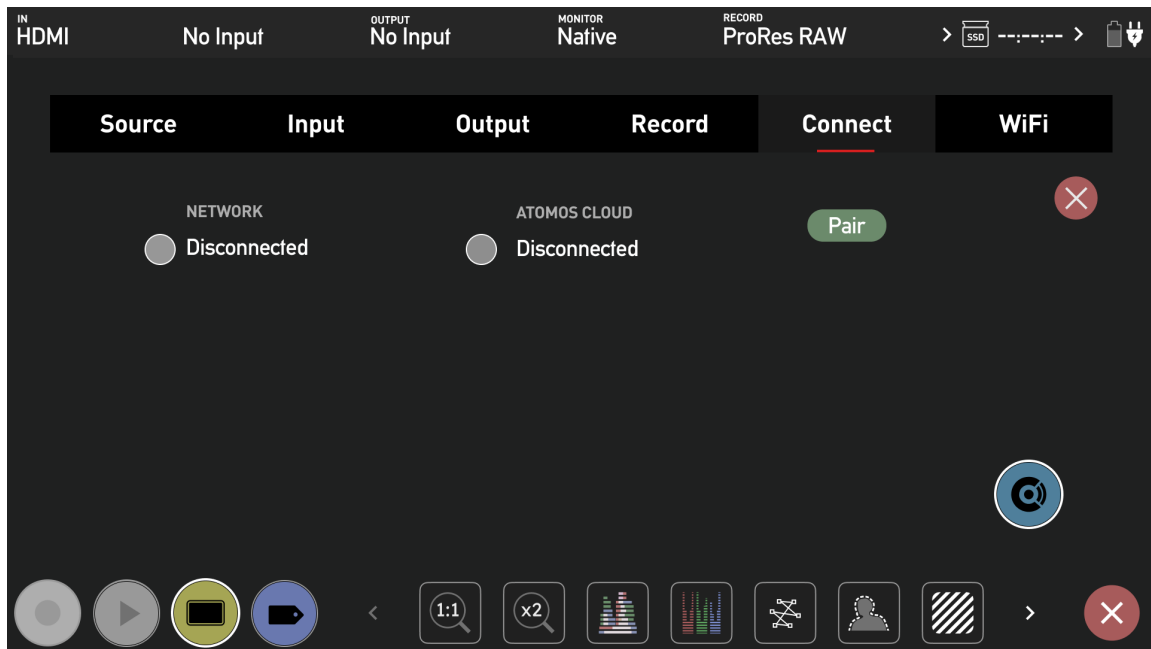 IN
HDMI
No Input
OUTPUT
No Input
MONITOR
Native
RECORD
ProRes RAW
> SSD --:--:-- >
Source Input Output Record Connect WiFi
NETWORK
Disconnected
ATOMOS CLOUD
Disconnected
Pair
< 1:1 x2 >